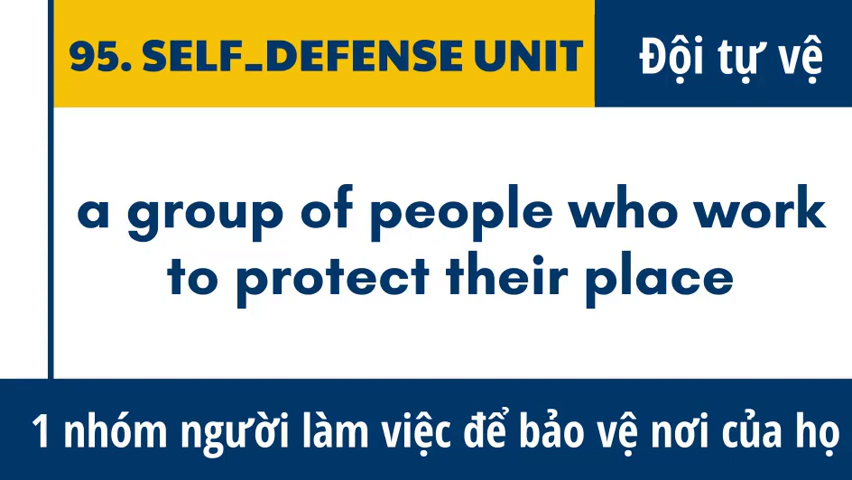 95. SELF_DEFENSE UNIT
Đội tự vệ
a group of people who work
to protect their place
1 nhóm người làm việc để bảo vệ nơi của họ